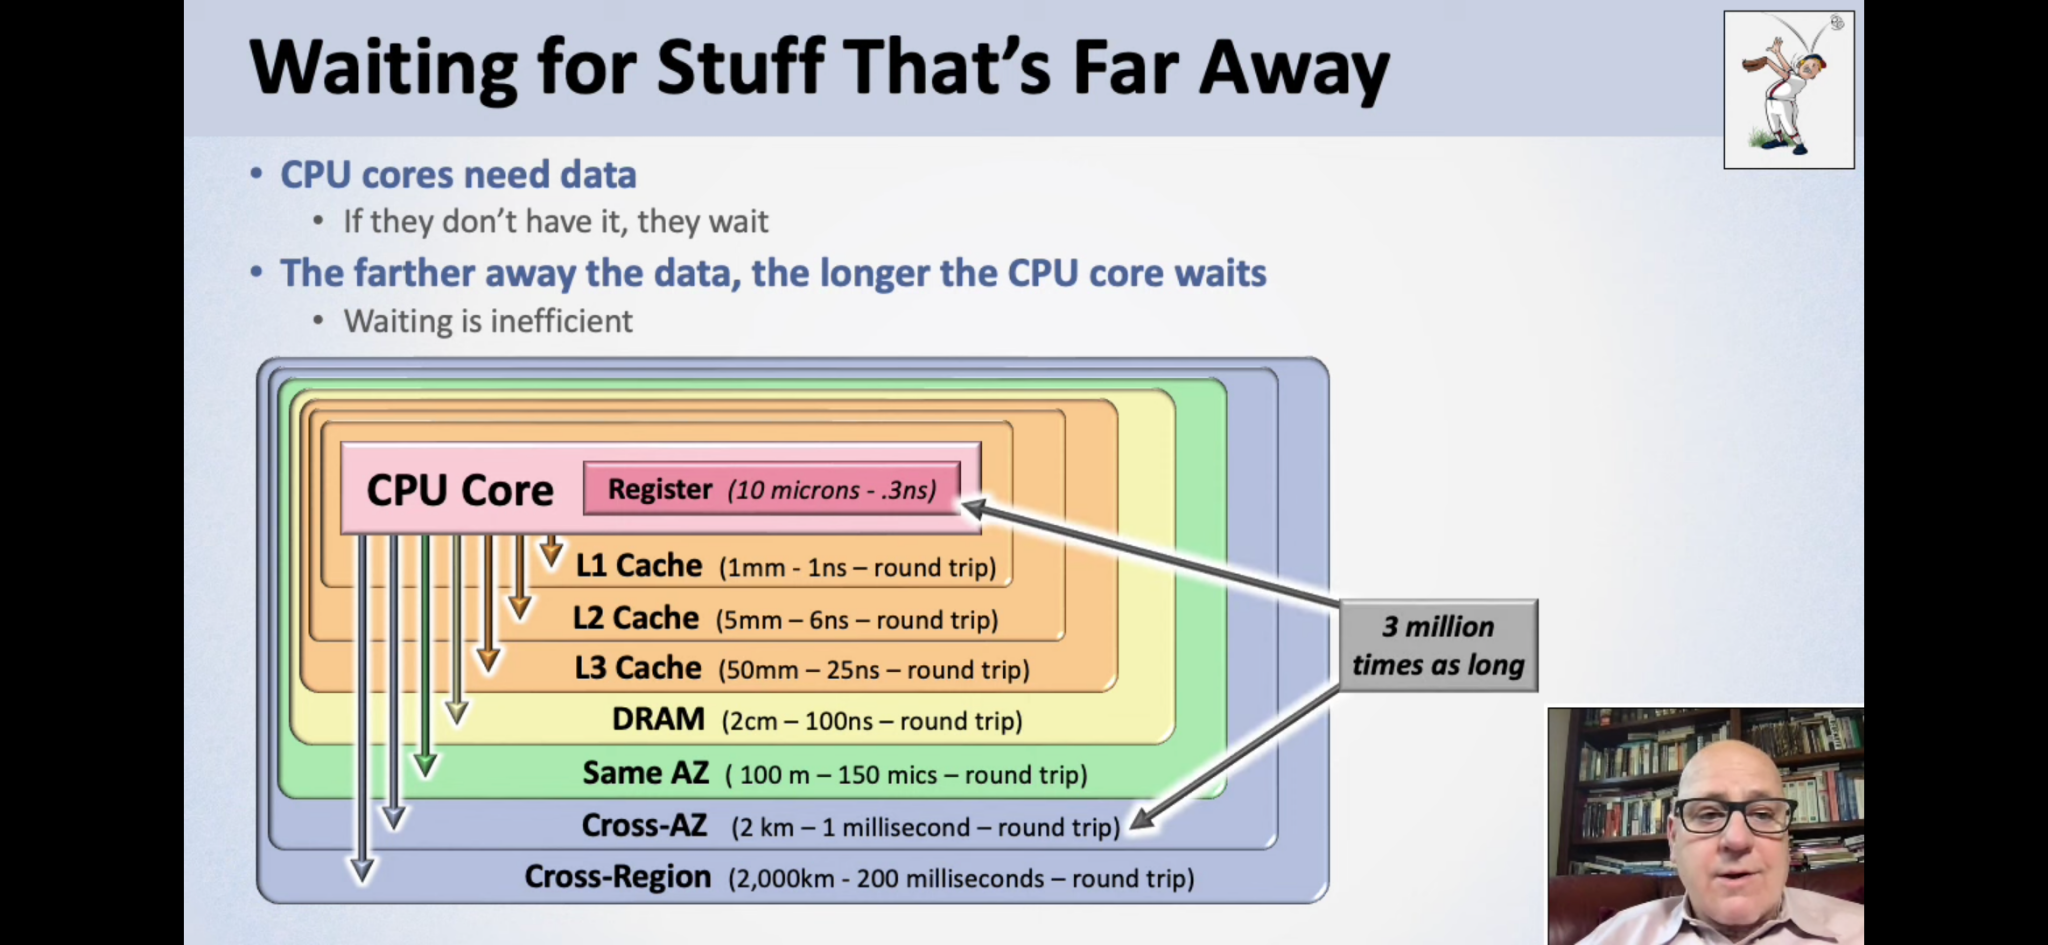 Waiting for Stuff That's Far Away
• CPU cores need data
• If they don't have it, they wait
• The farther away the data, the longer the CPU core waits
• Waiting is inefficient
CPU Core
Register (10 microns - .3ns)
L1 Cache (1mm - 1ns – round trip)
L2 Cache (5mm – 6ns – round trip)
L3 Cache (50mm – 25ns – round trip)
DRAM (2cm – 100ns – round trip)
Same AZ ( 100 m – 150 mics – round trip)
Cross-AZ (2 km – 1 millisecond – round trip)
Cross-Region (2,000km - 200 milliseconds – round trip)
3 million
times as long